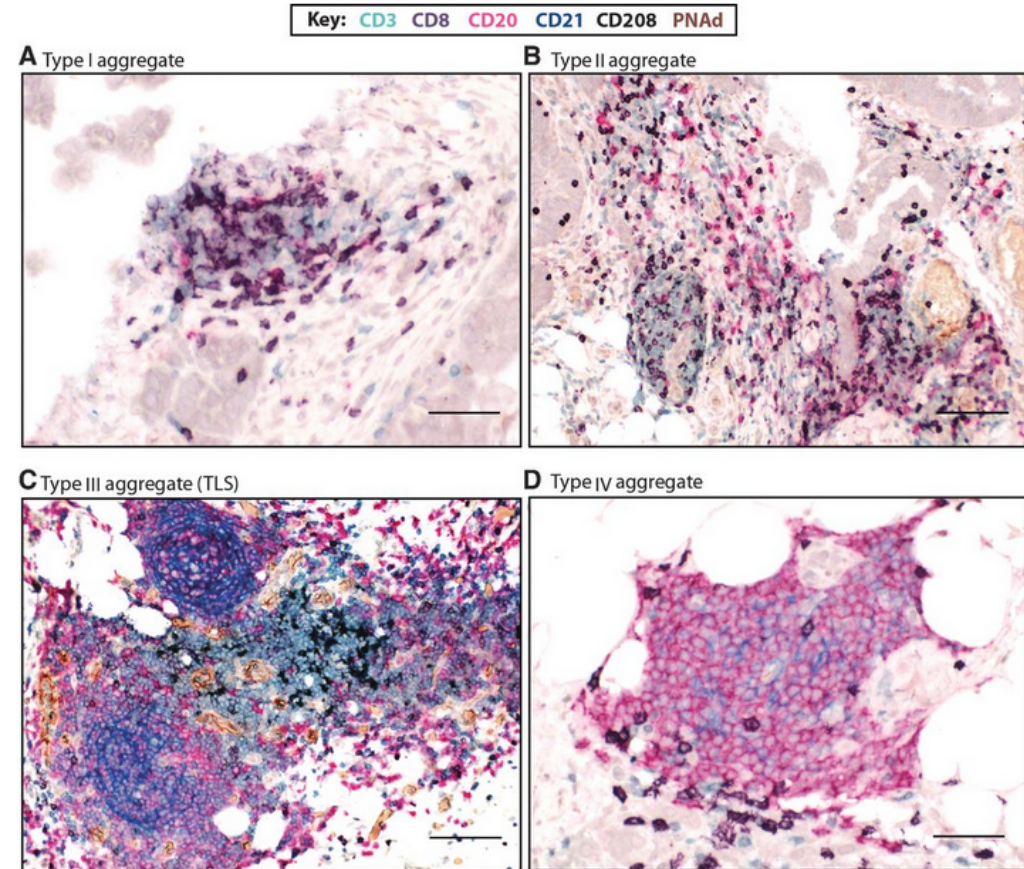 Key: CD3 CD8 CD20 CD21 CD208 PNAd
A Type I aggregate
B Type II aggregate
C Type III aggregate (TLS)
D Type IV aggregate